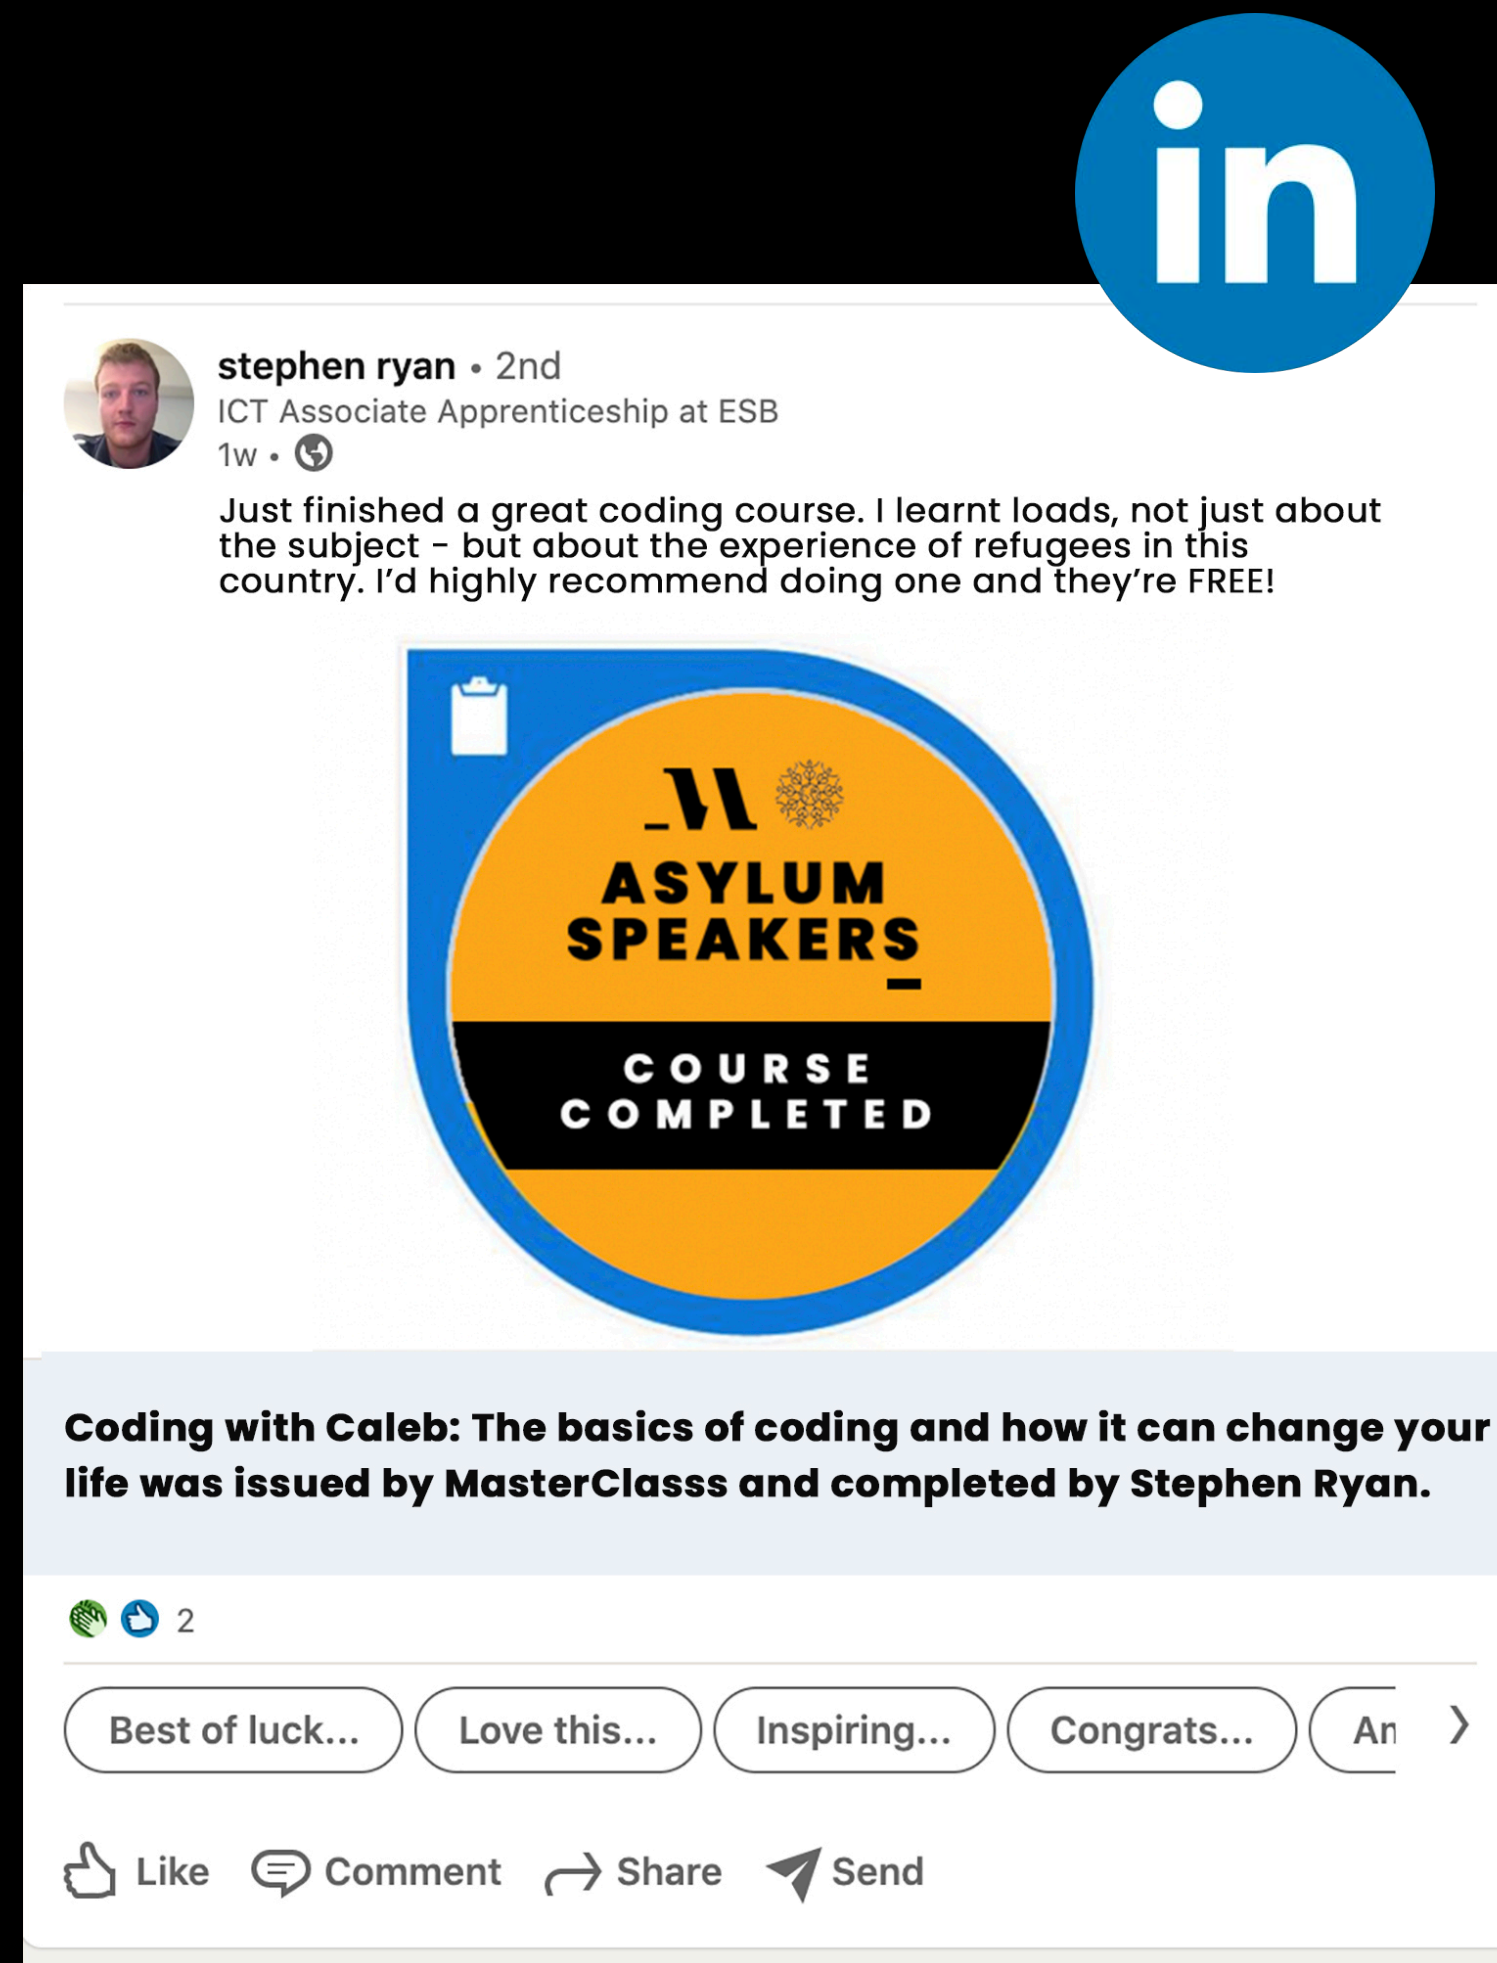 in
stephen ryan • 2nd
ICT Associate Apprenticeship at ESB
1w •
Just finished a great coding course. I learnt loads, not just about
the subject - but about the experience of refugees in this
country. I'd highly recommend doing one and they're FREE!
ASYLUM
SPEAKERS
COURSE
COMPLETED
Coding with Caleb: The basics of coding and how it can change your
life was issued by MasterClasss and completed by Stephen Ryan.
2
Best of luck... Love this... Inspiring... Congrats... An
Like Comment Share Send